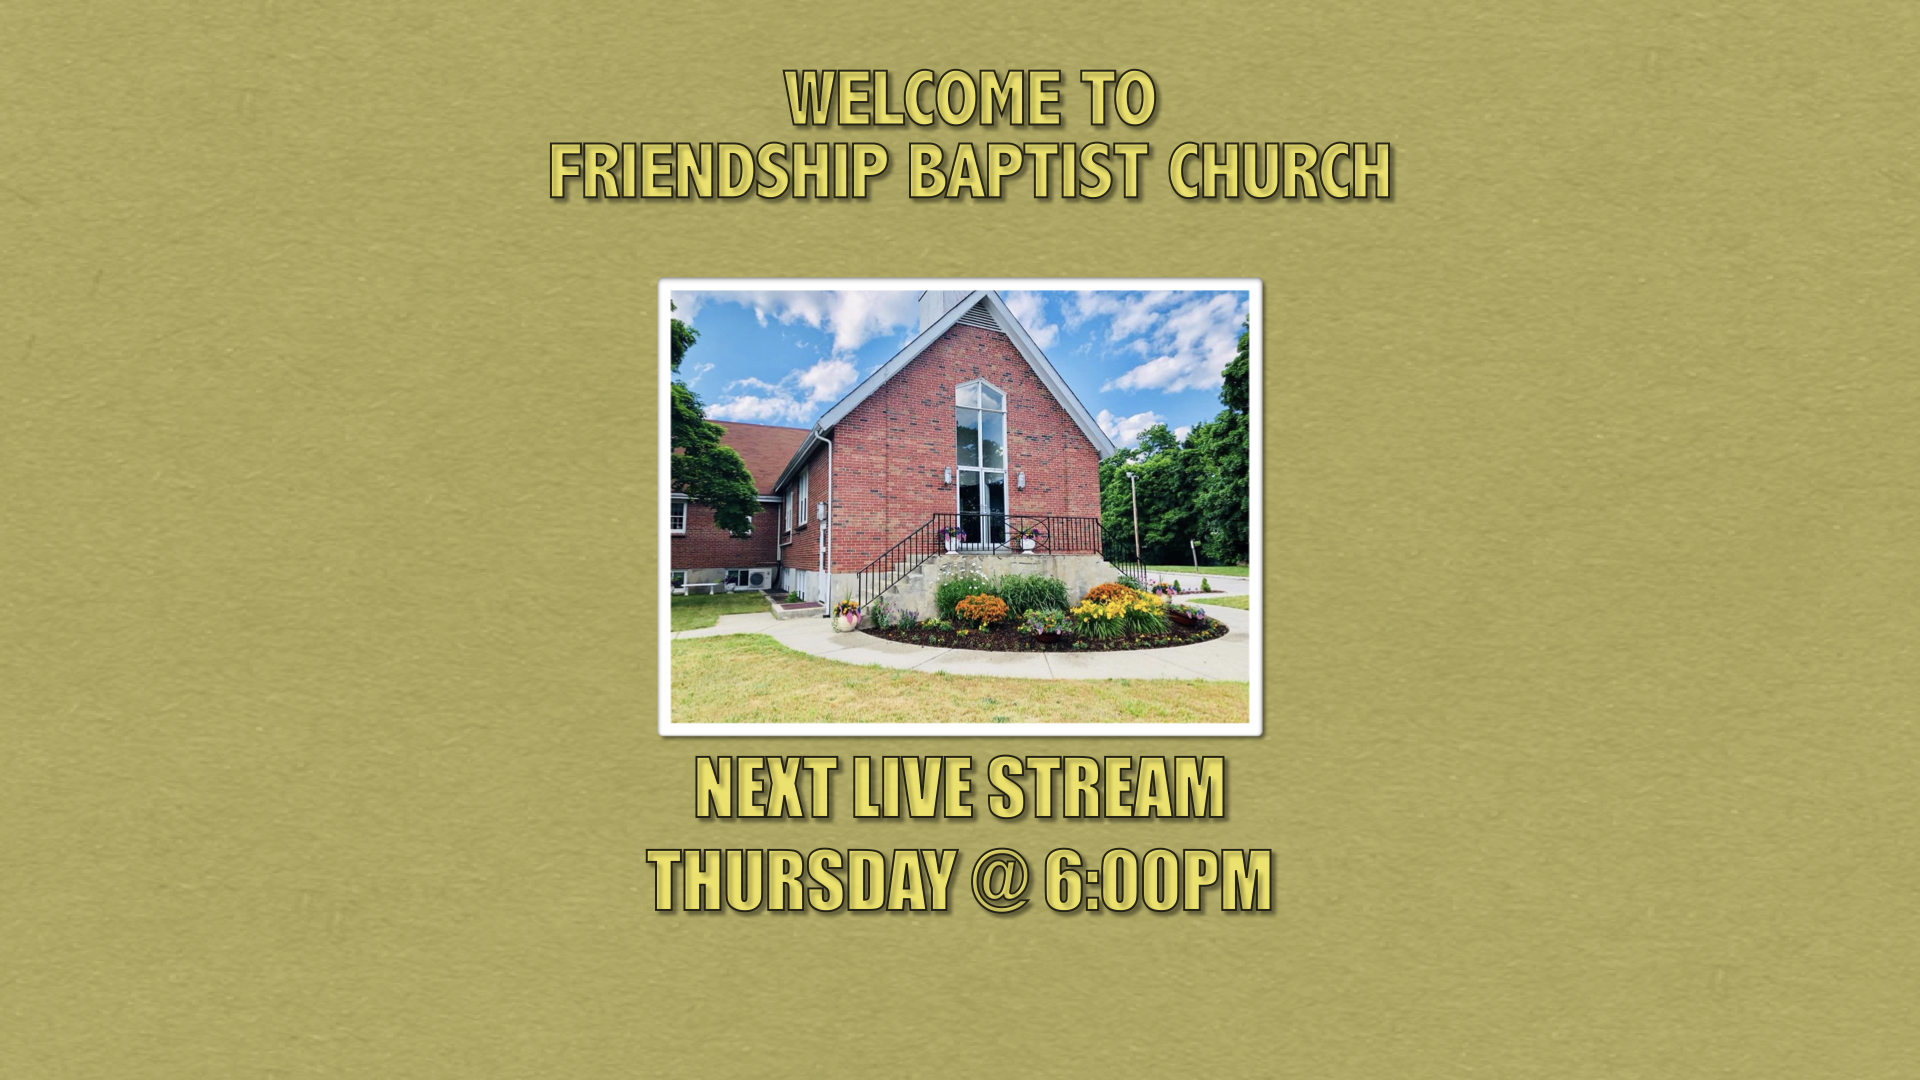 WELCOME TO
FRIENDSHIP BAPTIST CHURCH
NEXT LIVE STREAM
THURSDAY @ 6:00PM